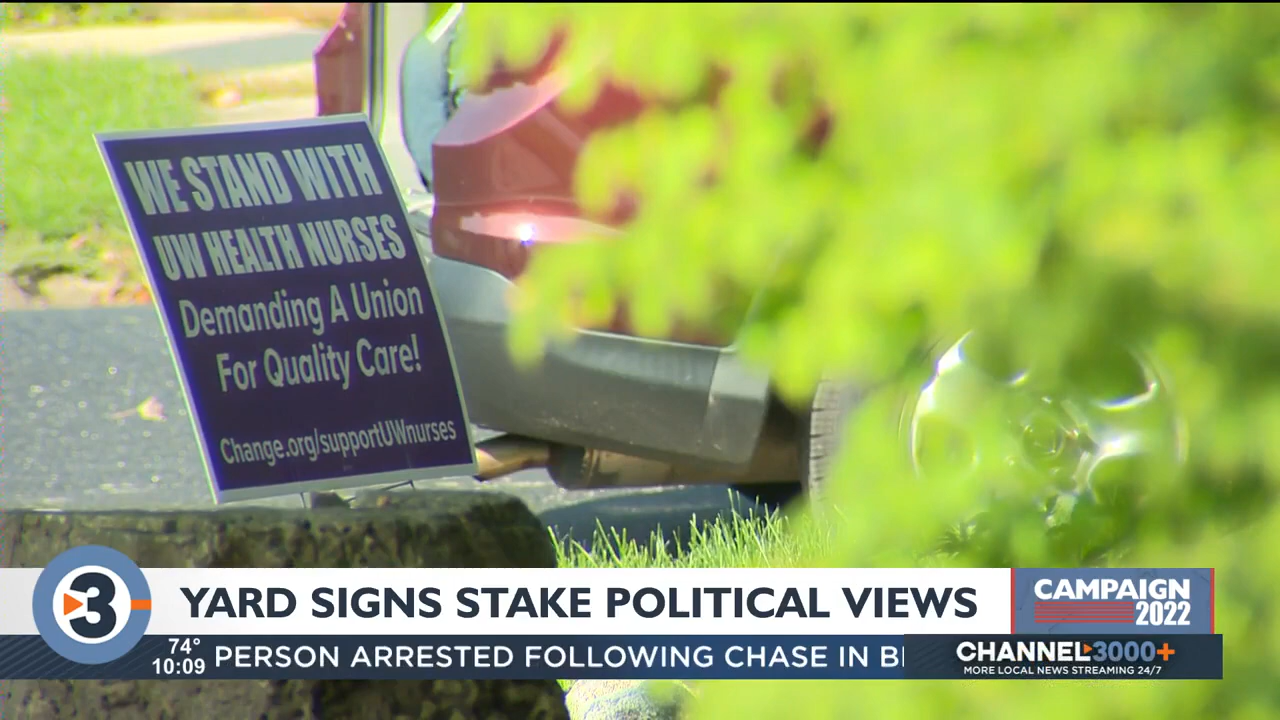 WE STAND WITH
UW HEALTH NURSES
Demanding A Union
For Quality Care!
Change.org/supportUWnurses
3
YARD SIGNS STAKE POLITICAL VIEWS
CAMPAIGN
2022
74°
10:09
PERSON ARRESTED FOLLOWING CHASE IN
CHANNEL3000+
MORE LOCAL NEWS STREAMING 24/7